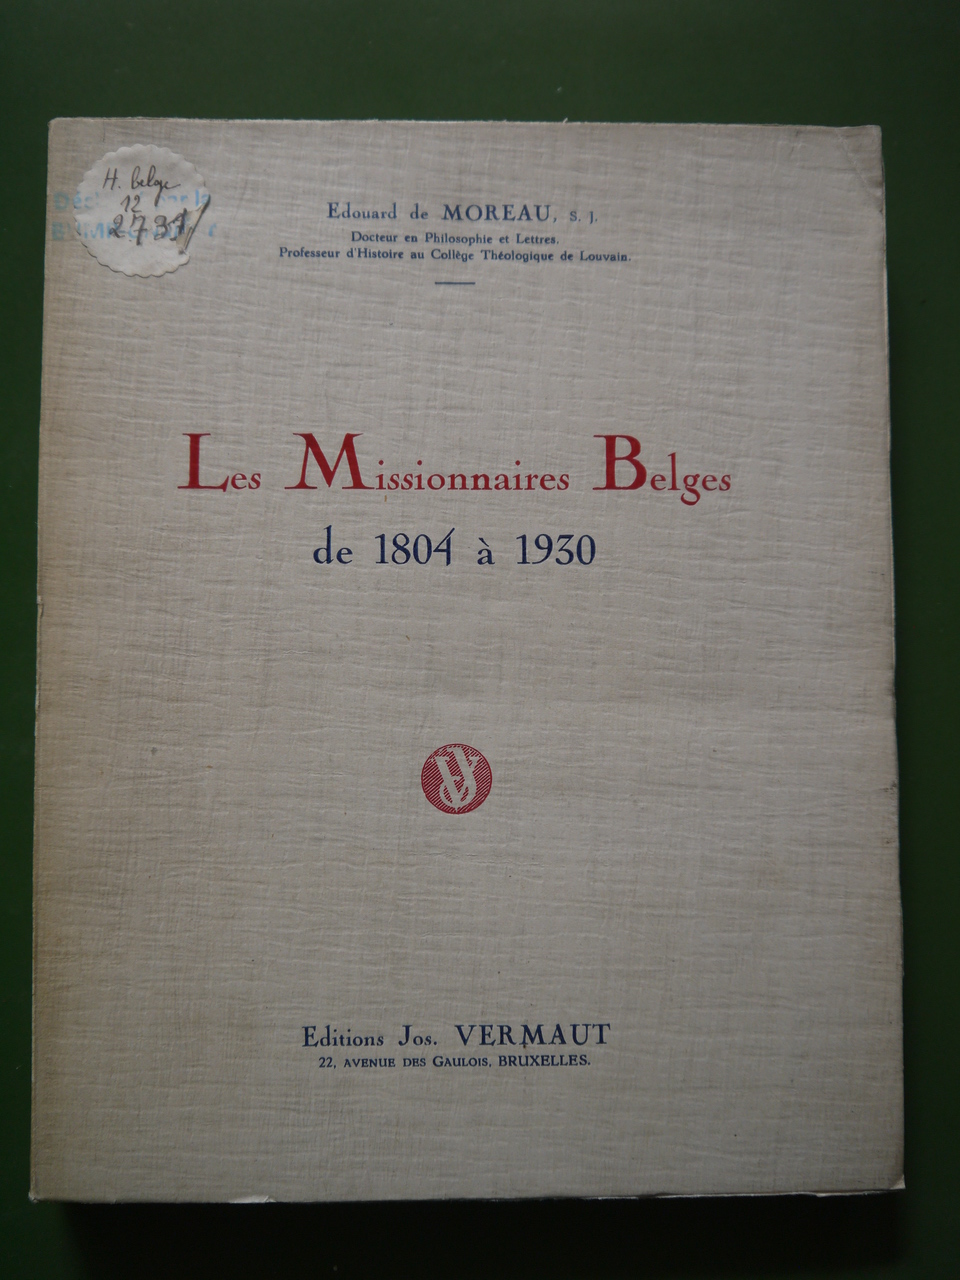 H. belge
12
Edouard de MOREAU, S. J.
Docteur en Philosophie et Lettres.
Professeur d'Histoire au Collège Théologique de Louvain.
Les Missionnaires Belges
de 1804 à 1930
Editions Jos. VERMAUT
22, AVENUE DES GAULOIS, BRUXELLES.